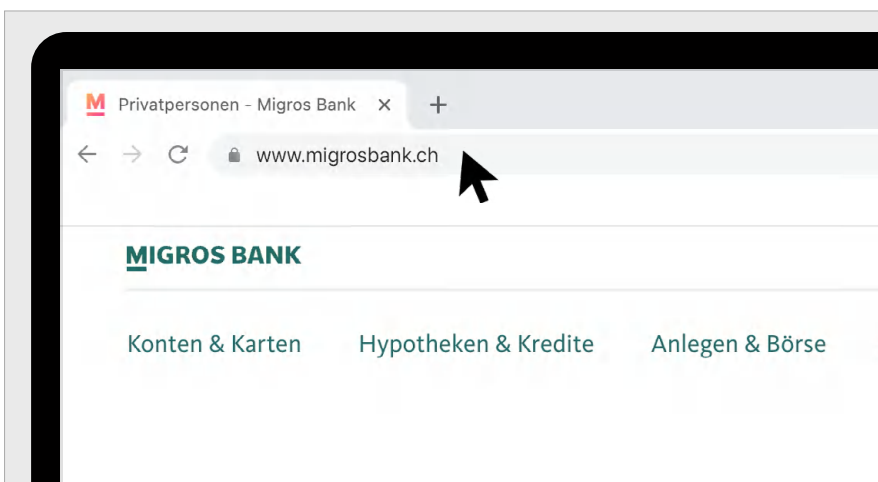 M Privatpersonen - Migros Bank
www.migrosbank.ch
MIGROS BANK
Konten & Karten Hypotheken & Kredite Anlegen & Börse